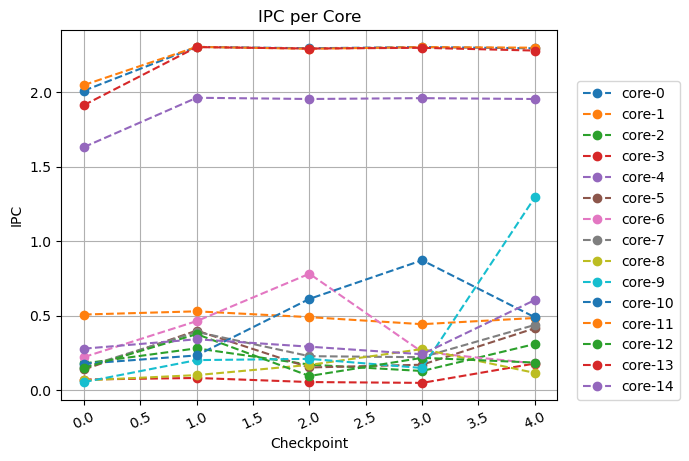 IPC per Core
2.0
1.5
1.0
0.5
0.0
IPC
0.0 0.5 1.0 1.5 2.0 2.5 3.0 3.5 4.0
Checkpoint
core-0
core-1
core-2
core-3
core-4
core-5
core-6
core-7
core-8
core-9
core-10
core-11
core-12
core-13
core-14